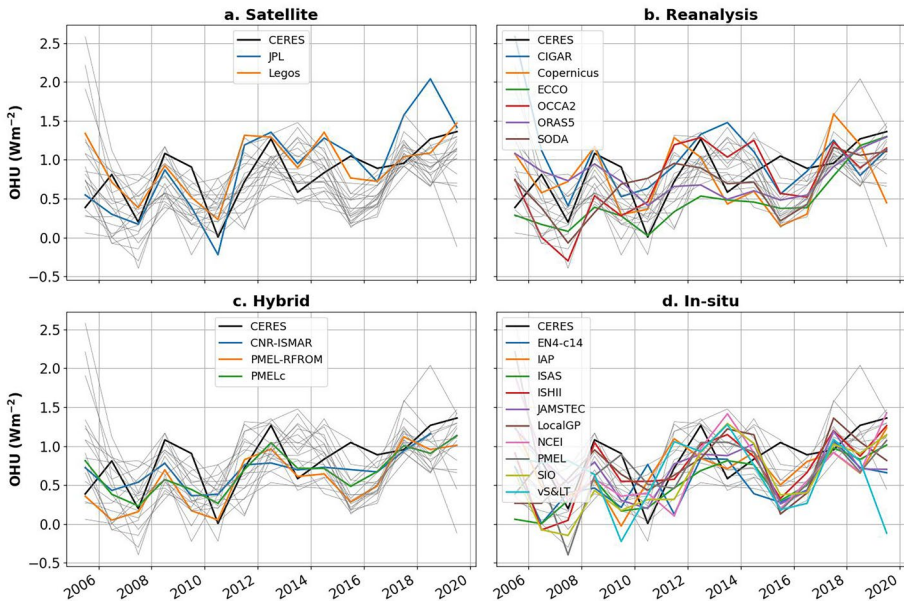 a. Satellite
OHU (Wm⁻²)
2.5
2.0
1.5
1.0
0.5
0.0
−0.5
CERES
JPL
Legos
b. Reanalysis
CERES
CIGAR
Copernicus
ECCO
OCCA2
ORAS5
SODA
c. Hybrid
OHU (Wm⁻²)
2.5
2.0
1.5
1.0
0.5
0.0
−0.5
CERES
CNR-ISMAR
PMEL-RFROM
PMELc
2006
2008
2010
2012
2014
2016
2018
2020
d. In-situ
CERES
EN4-c14
IAP
ISAS
ISHII
JAMSTEC
LocalGP
NCEI
PMEL
SIO
vS&LT
2006
2008
2010
2012
2014
2016
2018
2020